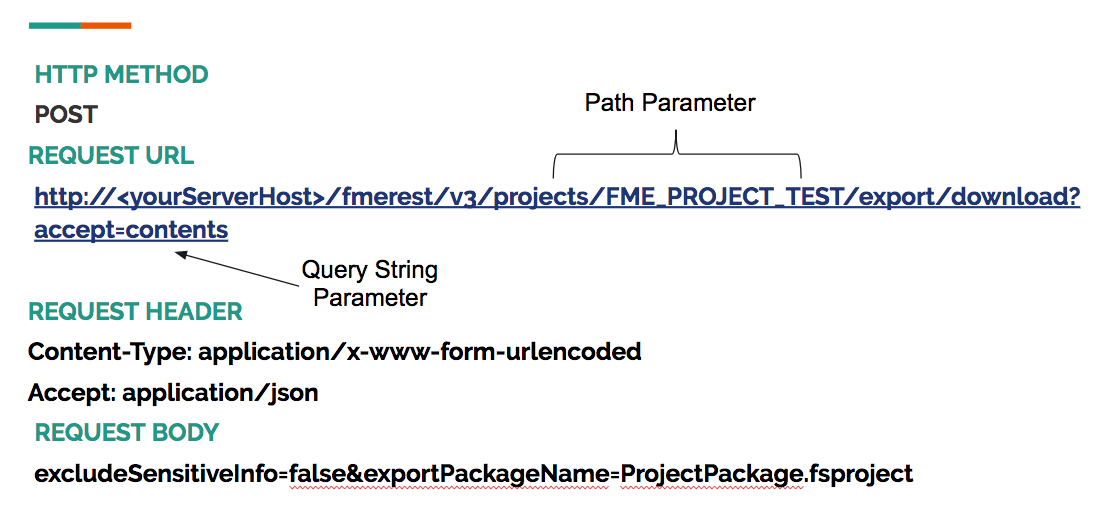 HTTP METHOD
POST
Path Parameter
REQUEST URL
http://<yourServerHost>/fmerest/v3/projects/FME_PROJECT_TEST/export/download?
accept=contents
Query String
Parameter
REQUEST HEADER
Content-Type: application/x-www-form-urlencoded
Accept: application/json
REQUEST BODY
excludeSensitiveInfo=false&exportPackageName=ProjectPackage.fsproject